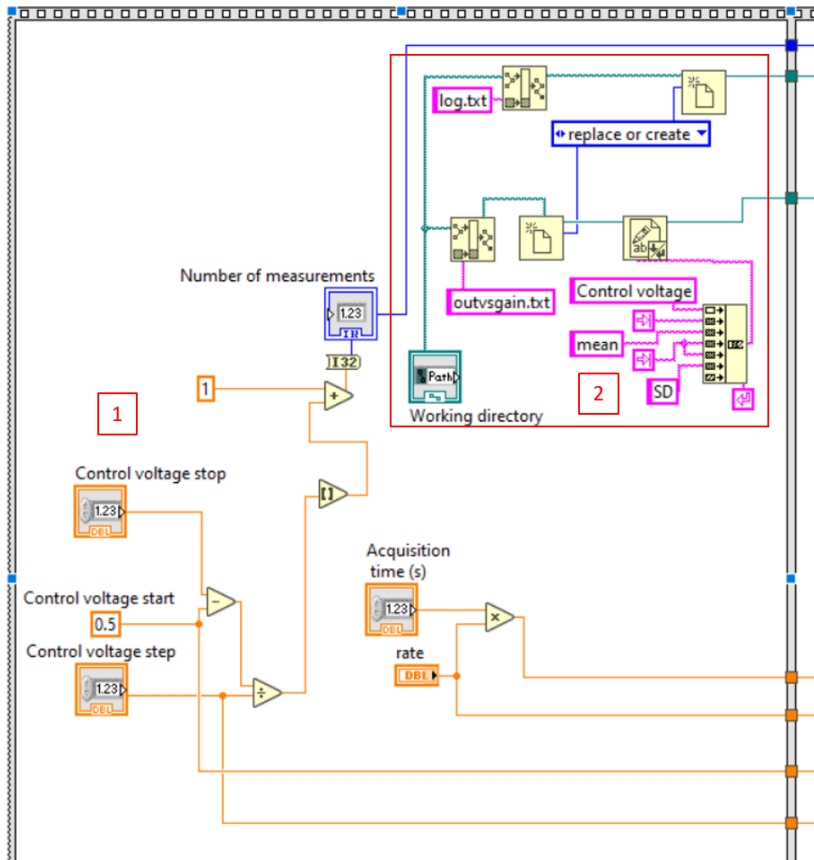 log.txt
replace or create
Number of measurements
1.23
I32
I32
outvsgain.txt
Control voltage
mean
SD
Path
Working directory
1
1
2
Control voltage stop
1.23
DBL
Control voltage start
0.5
Control voltage step
1.23
DBL
Acquisition
time (s)
1.23
DBL
rate
DBL
ab